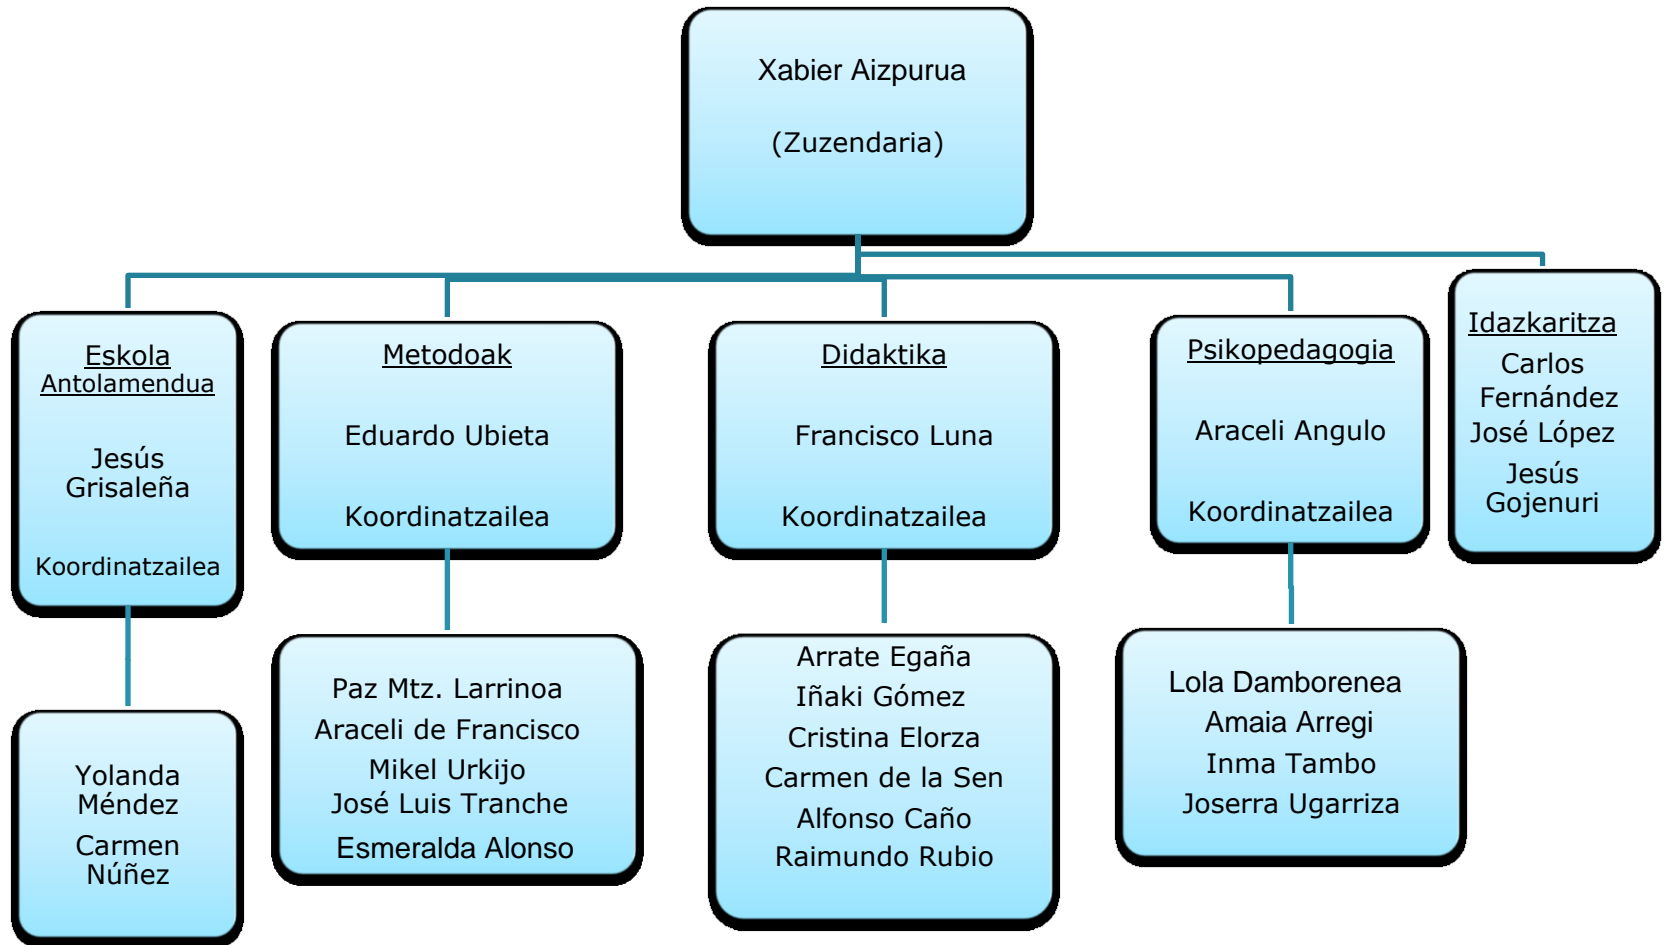 Xabier Aizpurua
(Zuzendaria)
Eskola
Antolamendua
Jesús
Grisaleña
Koordinatzailea
Metodoak
Eduardo Ubieta
Koordinatzailea
Didaktika
Francisco Luna
Koordinatzailea
Psikopedagogia
Araceli Angulo
Koordinatzailea
Idazkaritza
Carlos
Fernández
José López
Jesús
Gojenuri
Yolanda
Méndez
Carmen
Núñez
Paz Mtz. Larrinoa
Araceli de Francisco
Mikel Urkijo
José Luis Tranche
Esmeralda Alonso
Arrate Egaña
Iñaki Gómez
Cristina Elorza
Carmen de la Sen
Alfonso Caño
Raimundo Rubio
Lola Damborenea
Amaia Arregi
Inma Tambo
Joserra Ugarriza